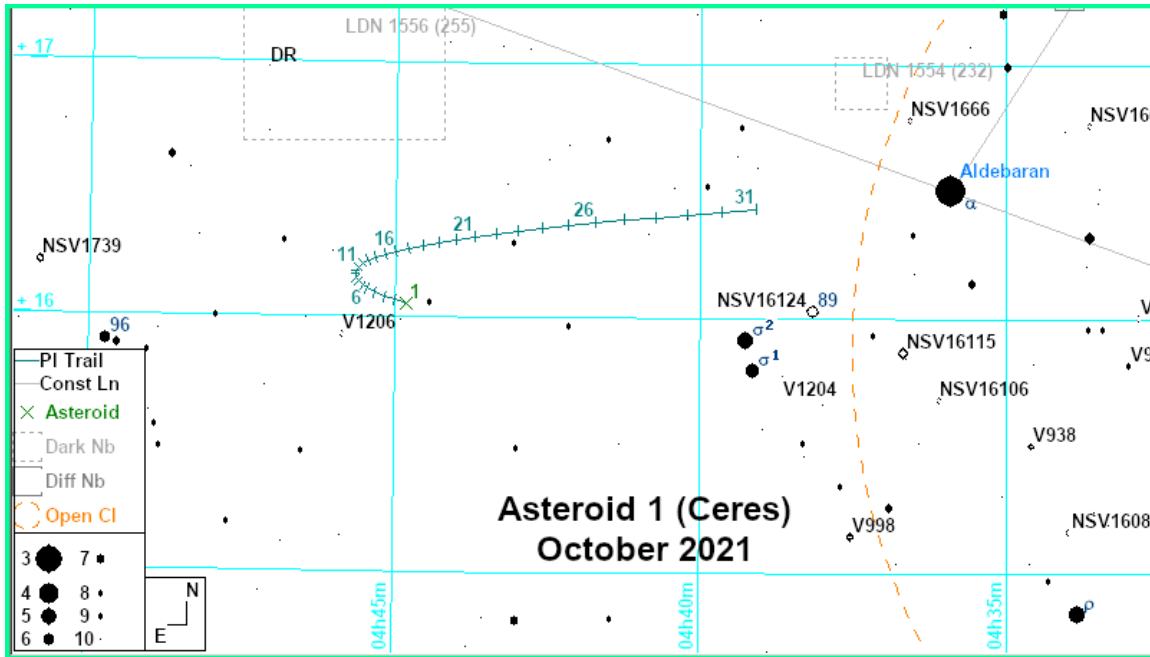 LDN 1556 (255)
+ 17
DR
LDN 1554 (232)
NSV1666
NSV16
Aldebaran
α
31
26
21
16
11
NSV1739
6
1
+ 16
NSV16124
89
96
V1206
σ2
V
σ1
NSV16115
V9
PI Trail
Const Ln
V1204
NSV16106
Asteroid
Dark Nb
V938
Diff Nb
Open Cl
Asteroid 1 (Ceres)
October 2021
V998
NSV1608
3 7
4 8
5 9
6 10
N
E
04h45m
04h40m
04h35m
ρ